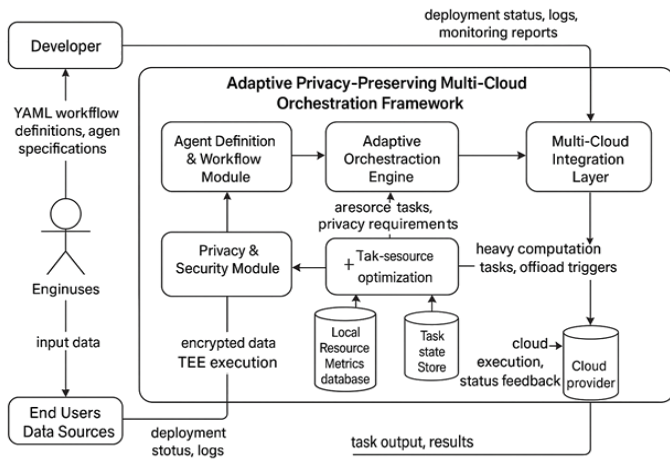 deployment status, logs,
monitoring reports
Developer
Adaptive Privacy-Preserving Multi-Cloud
Orchestration Framework
YAML workfflow
definitions, agen
specifications)
Agent Definition
& Workflow
Module
Adaptive
Orchestraction
Engine
Multi-Cloud
Integration
Layer
aresorce tasks,
privacy requirements)
Privacy &
Security Module
+Tak-sesource
optimization
heavy computation
tasks, offioad triggers
Enginuses
input data
encrypted data
TEE execution
Local
Resource
Metrics
database)
Task
state
Store
cloud
execution,
status feedback
Cloud
provider
End Users
Data Sources
deployment
stotus, logs
task output, results